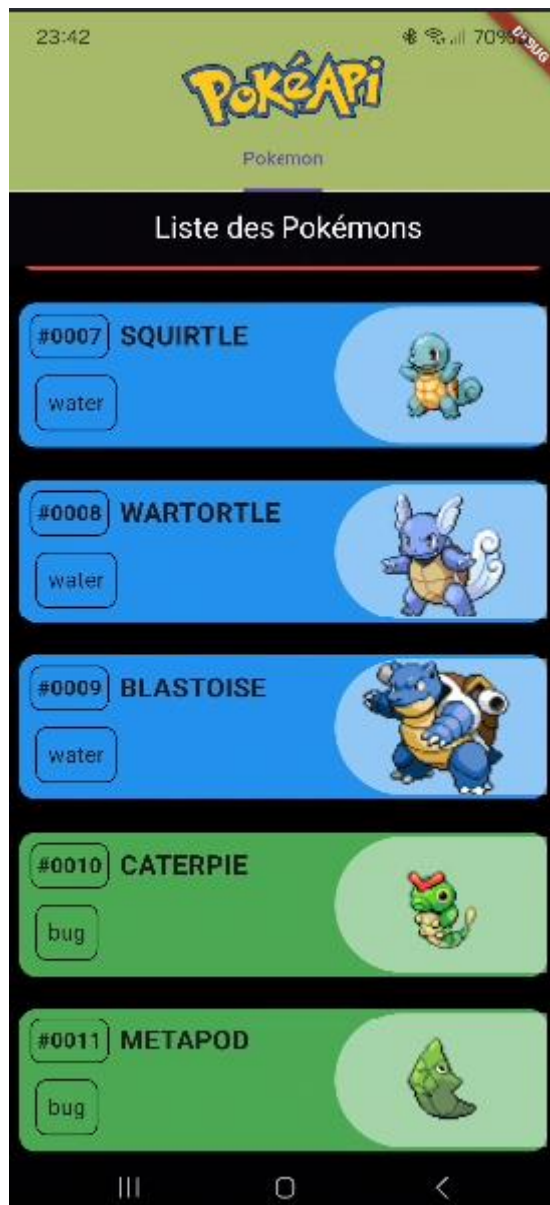 23:42 70%
DEBUG
PokéAPi
Pokemon
Liste des Pokémons
#0007 SQUIRTLE
water
#0008 WARTORTLE
water
#0009 BLASTOISE
water
#0010 CATERPIE
bug
#0011 METAPOD
bug